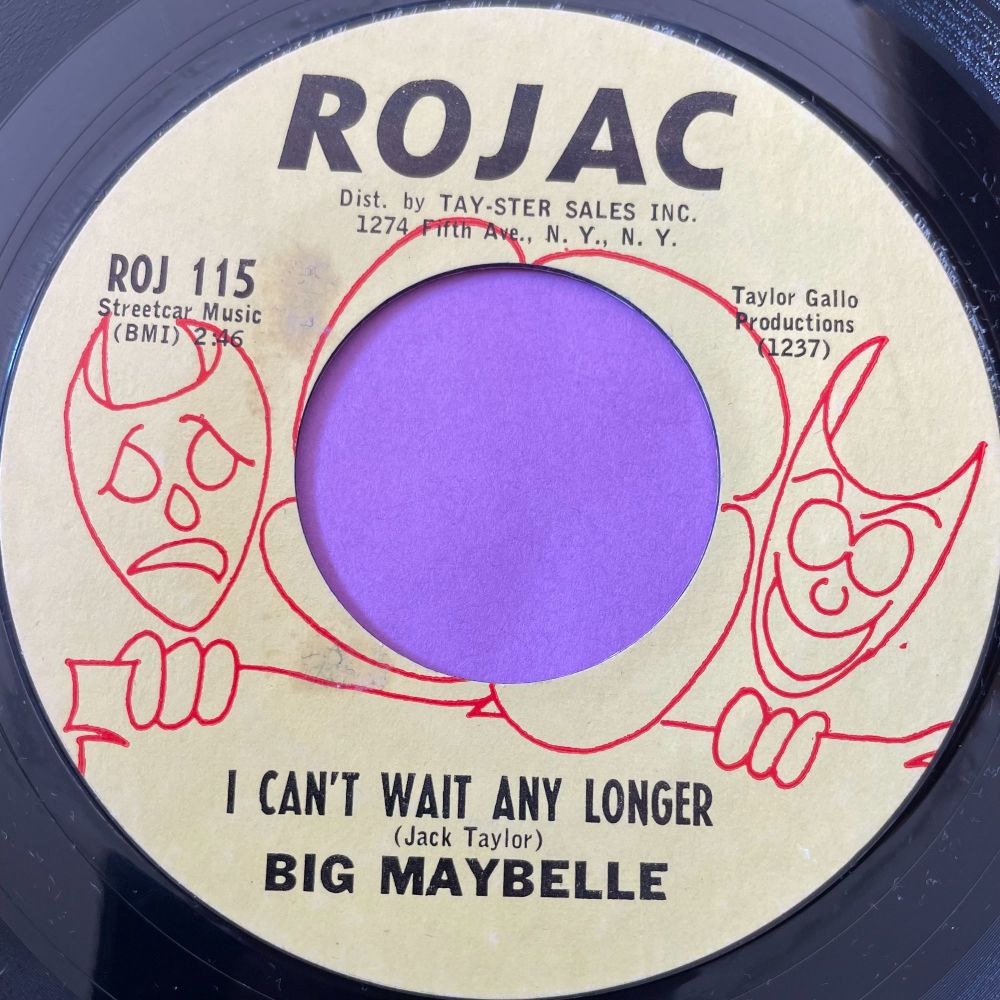 ROJAC
Dist. by TAY-STER SALES INC.
1274 Fifth Ave., N. Y., N. Y.
ROJ 115
Streetcar Music
(BMI) 2:46
Taylor Gallo
Productions
(1237)
I CAN'T WAIT ANY LONGER
(Jack Taylor)
BIG MAYBELLE